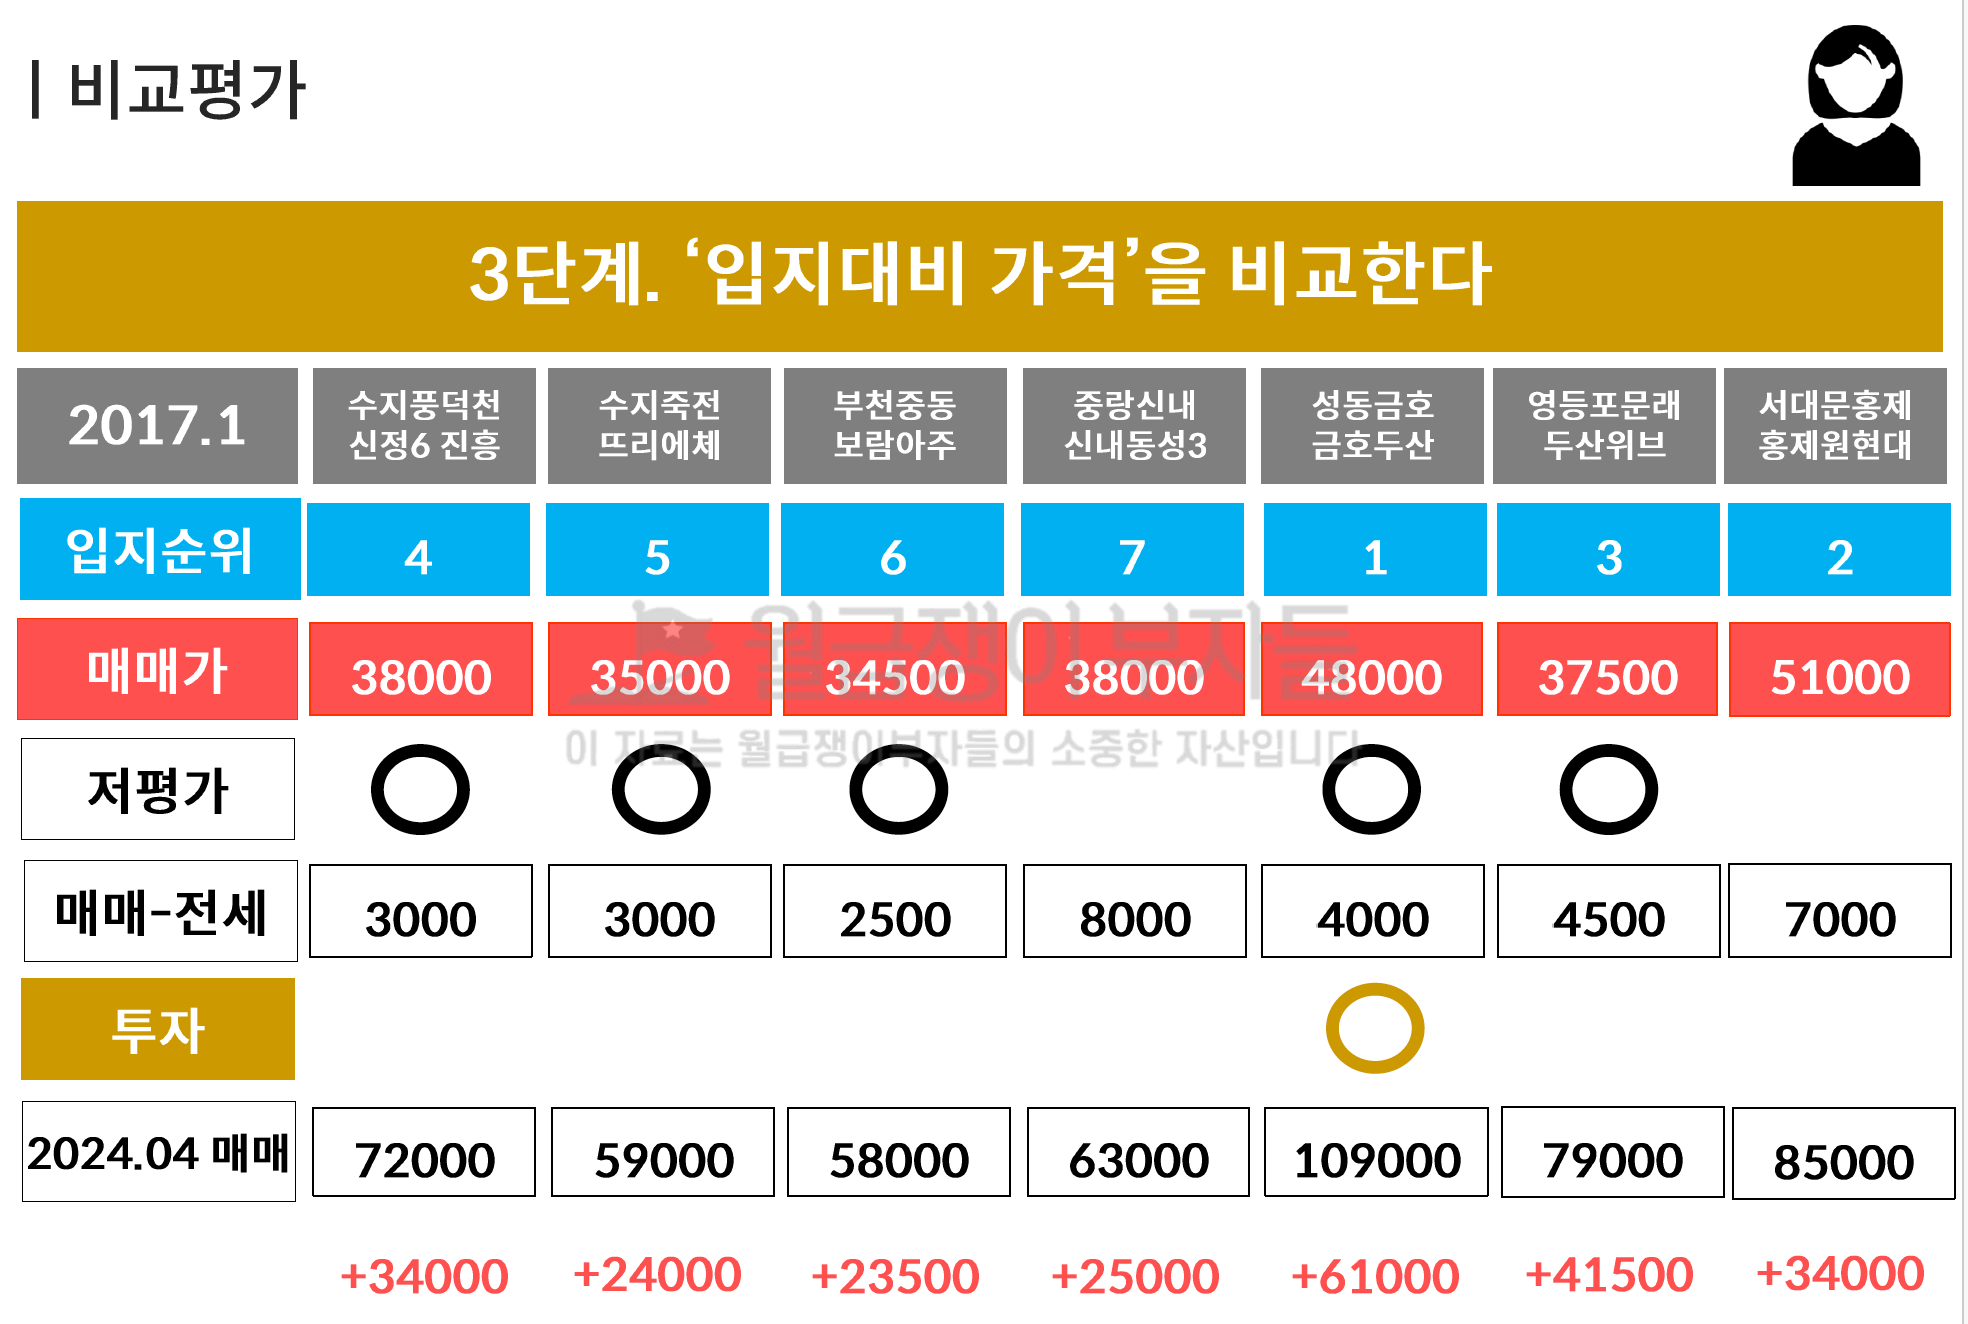 | 비교평가
3단계. ‘입지대비 가격’을 비교한다
2017.1
수지풍덕천
신정6 진흥
수지죽전
뜨리에체
부천중동
보람아주
중랑신내
신내동성3
성동금호
금호두산
영등포문래
두산위브
서대문홍제
홍제원현대
입지순위 4 5 6 7 1 3 2
매매가 38000 35000 34500 38000 48000 37500 51000
월급쟁이 부자들
이 자료는 월급쟁이부자들의 소중한 자산입니다
저평가
매매-전세 3000 3000 2500 8000 4000 4500 7000
투자
2024.04 매매 72000 59000 58000 63000 109000 79000 85000
+34000 +24000 +23500 +25000 +61000 +41500 +34000